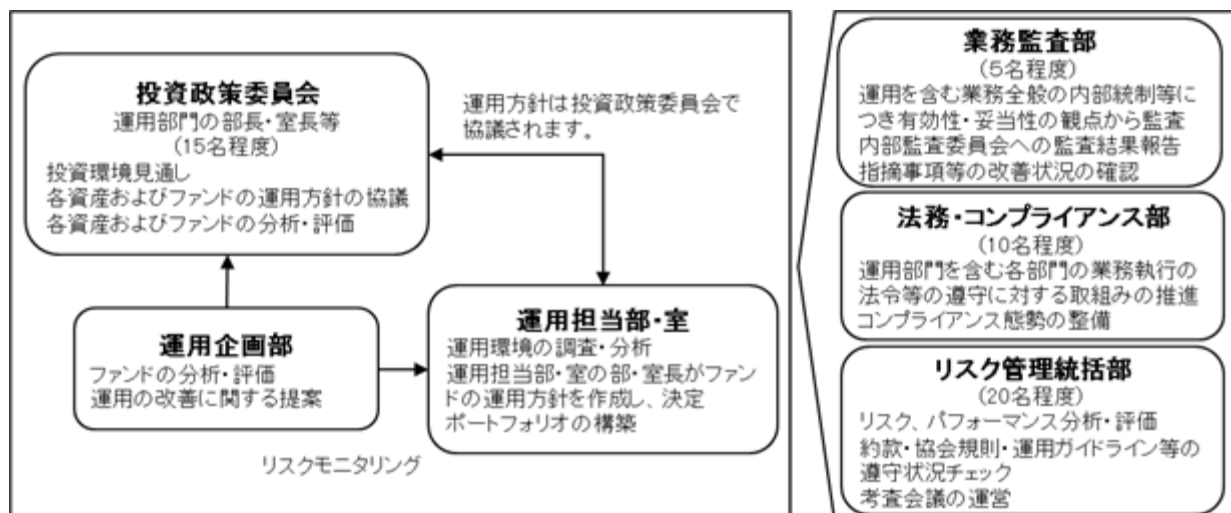 投資政策委員会
運用部門の部長・室長等
(15名程度)
投資環境見通し
各資産およびファンドの運用方針の協議
各資産およびファンドの分析・評価
運用方針は投資政策委員会で
協議されます。
運用企画部
ファンドの分析・評価
運用の改善に関する提案
運用担当部・室
運用環境の調査・分析
運用担当部・室の部・室長がファン
ドの運用方針を作成し、決定
ポートフォリオの構築
リスクモニタリング
業務監査部
(5名程度)
運用を含む業務全般の内部統制等に
つき有効性・妥当性の観点から監査
内部監査委員会への監査結果報告
指摘事項等の改善状況の確認
法務・コンプライアンス部
(10名程度)
運用部門を含む各部門の業務執行の
法令等の遵守に対する取組みの推進
コンプライアンス態勢の整備
リスク管理統括部
(20名程度)
リスク、パフォーマンス分析・評価
約款・協会規則・運用ガイドライン等の
遵守状況チェック
考査会議の運営